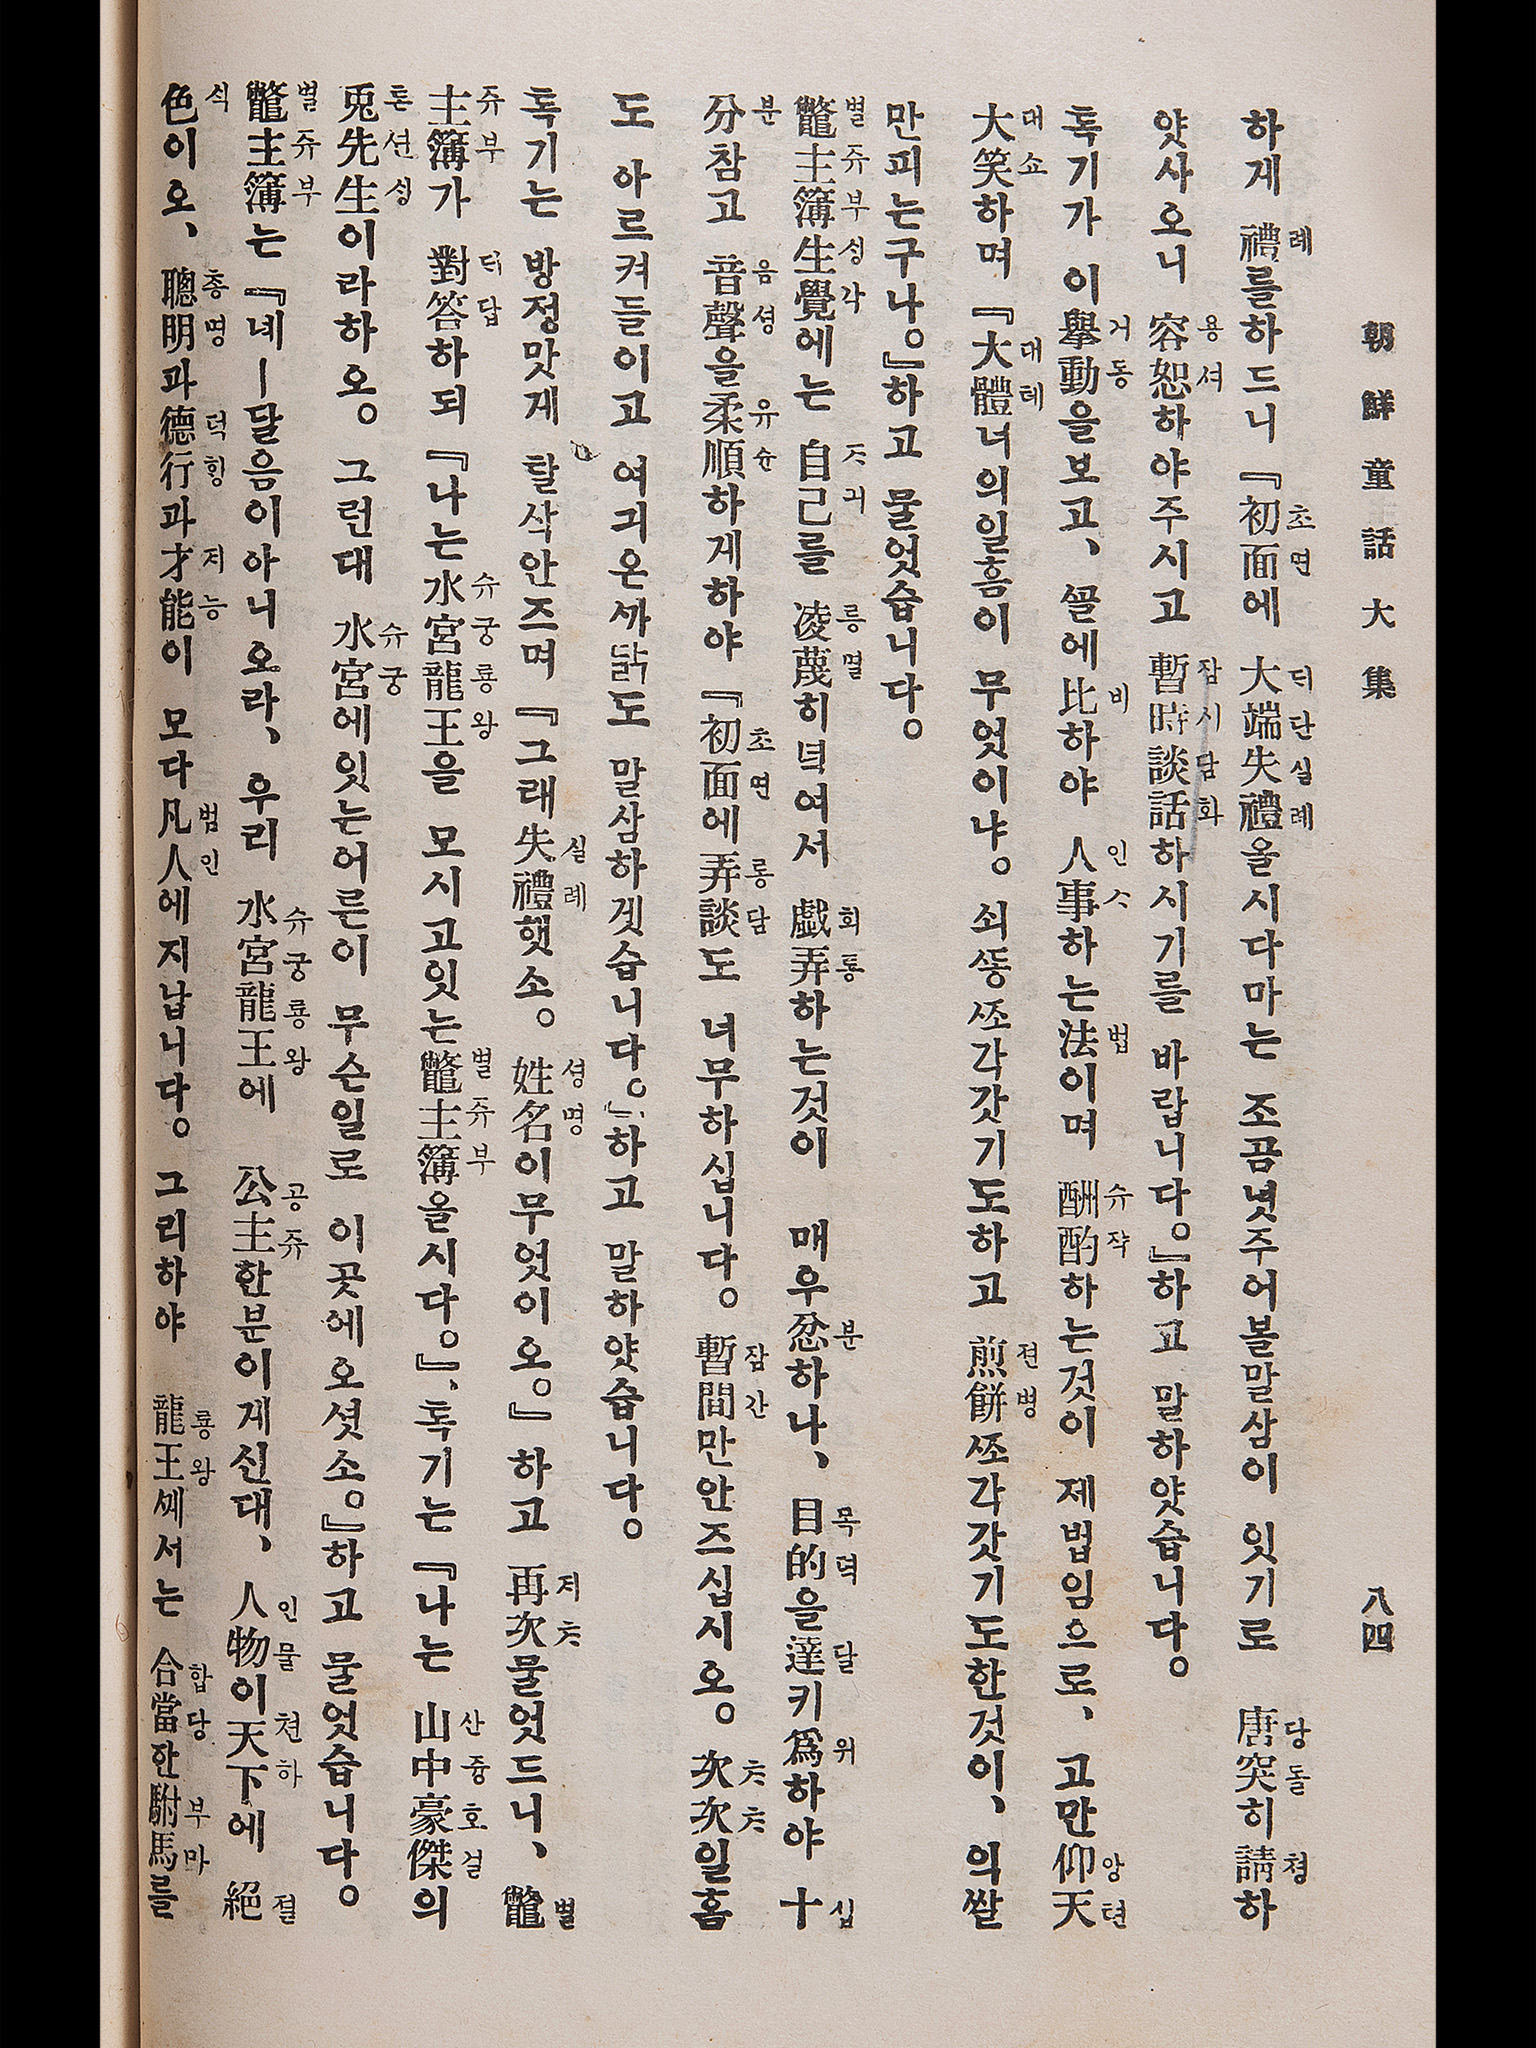 朝鮮童話大集 八四
하게 禮를하드니 『初面에 大端失禮올시다마는 조곰녓주어볼말삼이 잇기로 唐突히請하
얏사오니 容恕하야주시고 暫時談話하시기를 바랍니다。』하고 말하얏습니다。
톡기가 이擧動을보고、꼴에比하야 人事하는法이며 酬酌하는것이 제법임으로、고만仰天
大笑하며 『大體너의일흠이 무엇이냐。쇠똥쪼각갓기도하고 煎餠쪼각갓기도한것이、의쌀
만피는구나。』하고 물엇습니다。
鼈主簿生覺에는 自己를 凌蔑히녁여서 戱弄하는것이 매우忿하나、目的을達키爲하야 十
分참고 音聲을柔順하게하야 『初面에弄談도 너무하십니다。暫間만안즈십시오。次次일홈
도 아르켜들이고 여긔온까닭도 말삼하겟습니다。』하고 말하얏습니다。
톡기는 방정맛게 탈삭안즈며 『그래失禮햇소。姓名이무엇이오。』 하고 再次물엇드니、鼈
主簿가 對答하되 『나는水宮龍王을 모시고잇는鼈主簿올시다。』、톡기는 『나는 山中豪傑의
兎先生이라하오。그런대 水宮에잇는어른이 무슨일로 이곳에오셧소。』하고 물엇습니다。
鼈主簿는 『녜ㅣ달음이아니오라、우리 水宮龍王에 公主한분이게신대、人物이天下에 絕
色이오、聰明과德行과才能이 모다凡人에지납니다。그리하야 龍王께서는 合當한駙馬를